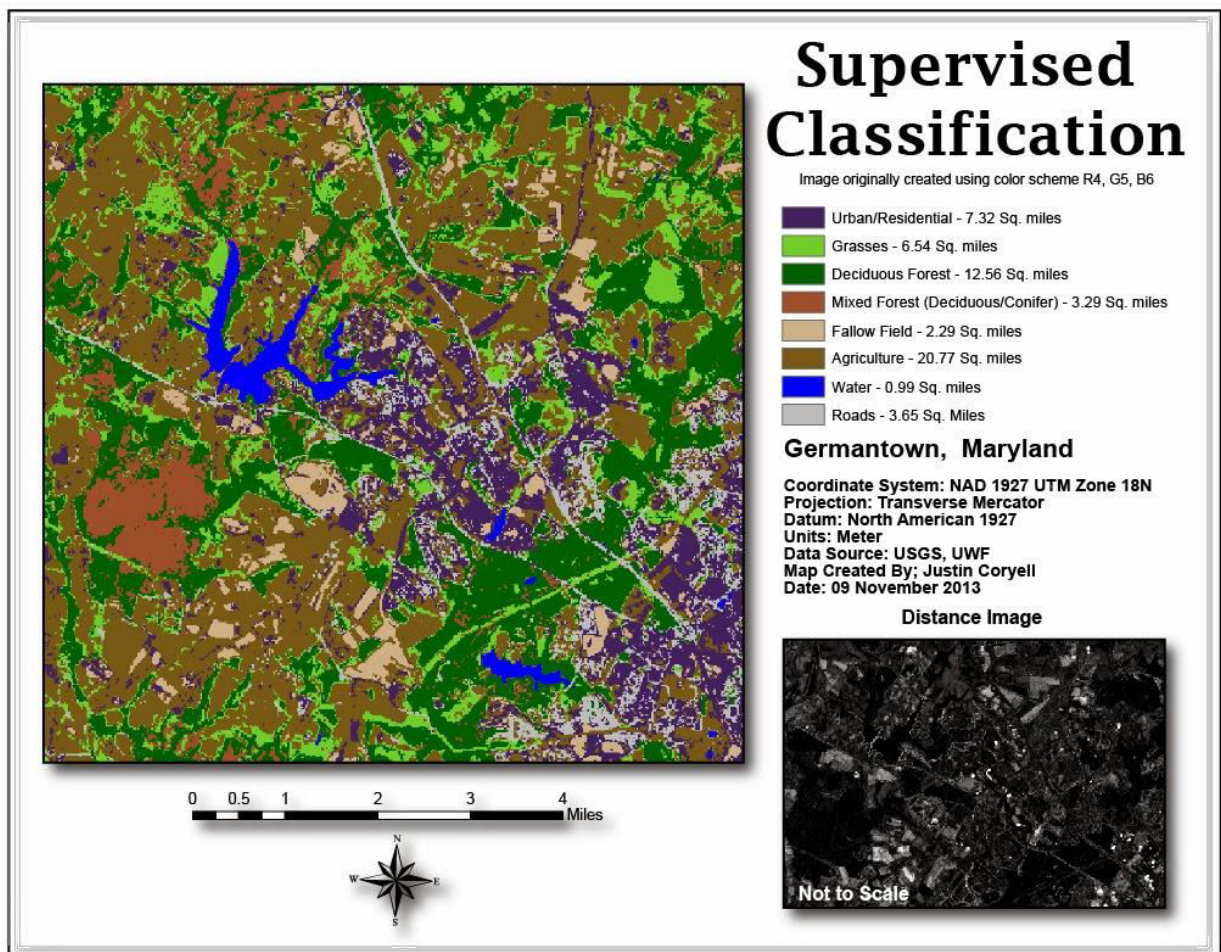 Supervised
Classification
Image originally created using color scheme R4, G5, B6
Urban/Residential - 7.32 Sq. miles
Grasses - 6.54 Sq. miles
Deciduous Forest - 12.56 Sq. miles
Mixed Forest (Deciduous/Conifer) - 3.29 Sq. miles
Fallow Field - 2.29 Sq. miles
Agriculture - 20.77 Sq. miles
Water - 0.99 Sq. miles
Roads - 3.65 Sq. Miles
Germantown, Maryland
Coordinate System: NAD 1927 UTM Zone 18N
Projection: Transverse Mercator
Datum: North American 1927
Units: Meter
Data Source: USGS, UWF
Map Created By; Justin Coryell
Date: 09 November 2013
Distance Image
Not to Scale
0 0.5 1 2 3 4
Miles
N
W E
S